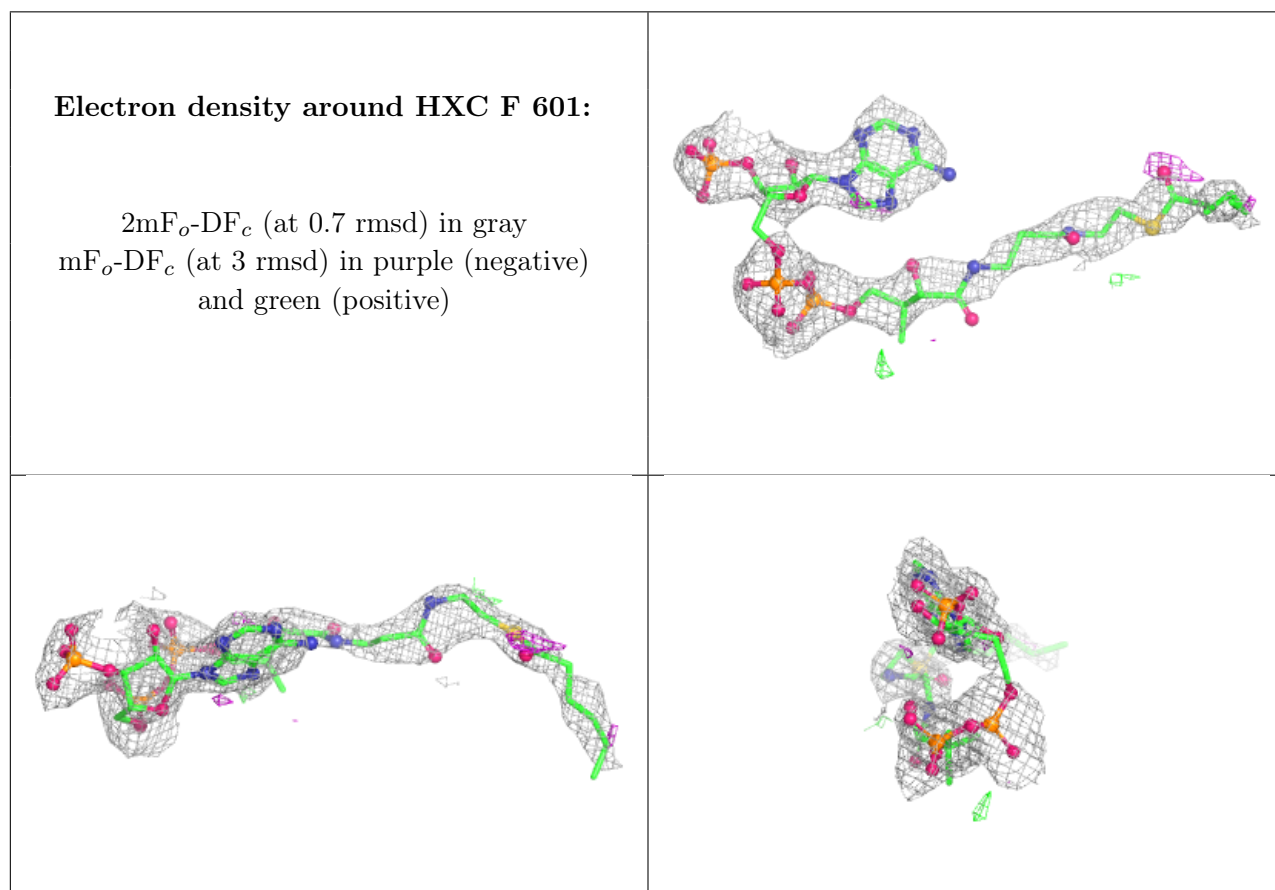 Electron density around HXC F 601:
2mFo-DFc (at 0.7 rmsd) in gray
mFo-DFc (at 3 rmsd) in purple (negative)
and green (positive)